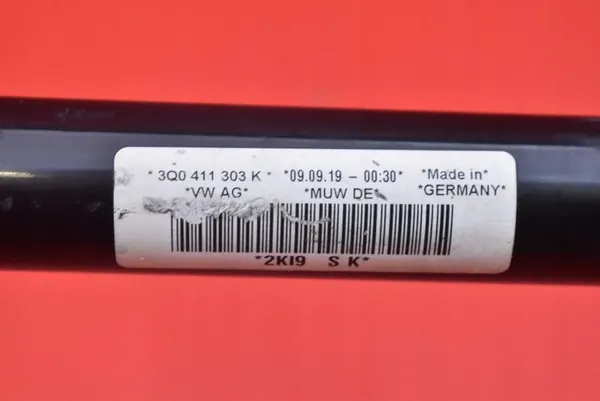 * 3Q0 411 303 K * *09.09.19 – 00:30* *Made in*
*VW AG* *MUW DE* *GERMANY*
*2KI9 S K*